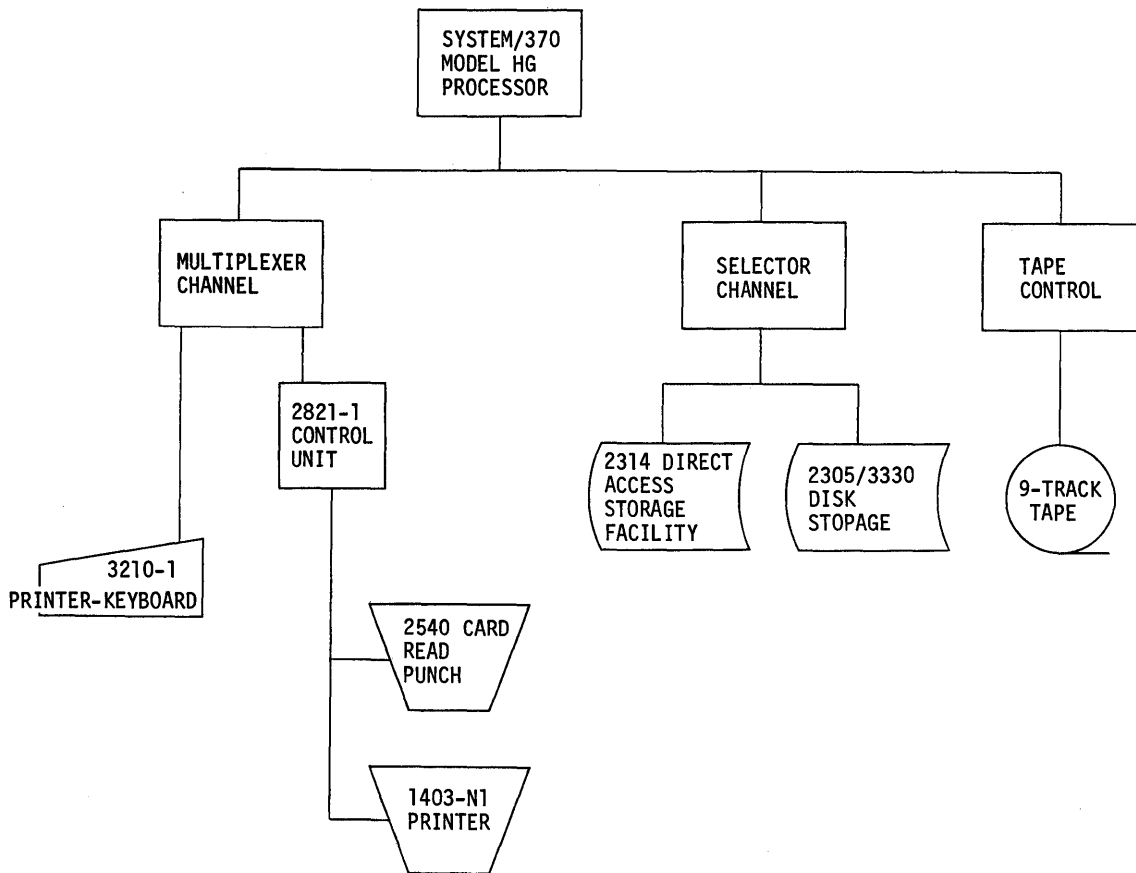 SYSTEM/370
MODEL HG
PROCESSOR
MULTIPLEXER
CHANNEL
SELECTOR
CHANNEL
TAPE
CONTROL
2821-1
CONTROL
UNIT
2314 DIRECT
ACCESS
STORAGE
FACILITY
2305/3330
DISK
STOPAGE
9-TRACK
TAPE
3210-1
PRINTER-KEYBOARD
2540 CARD
READ
PUNCH
1403-N1
PRINTER